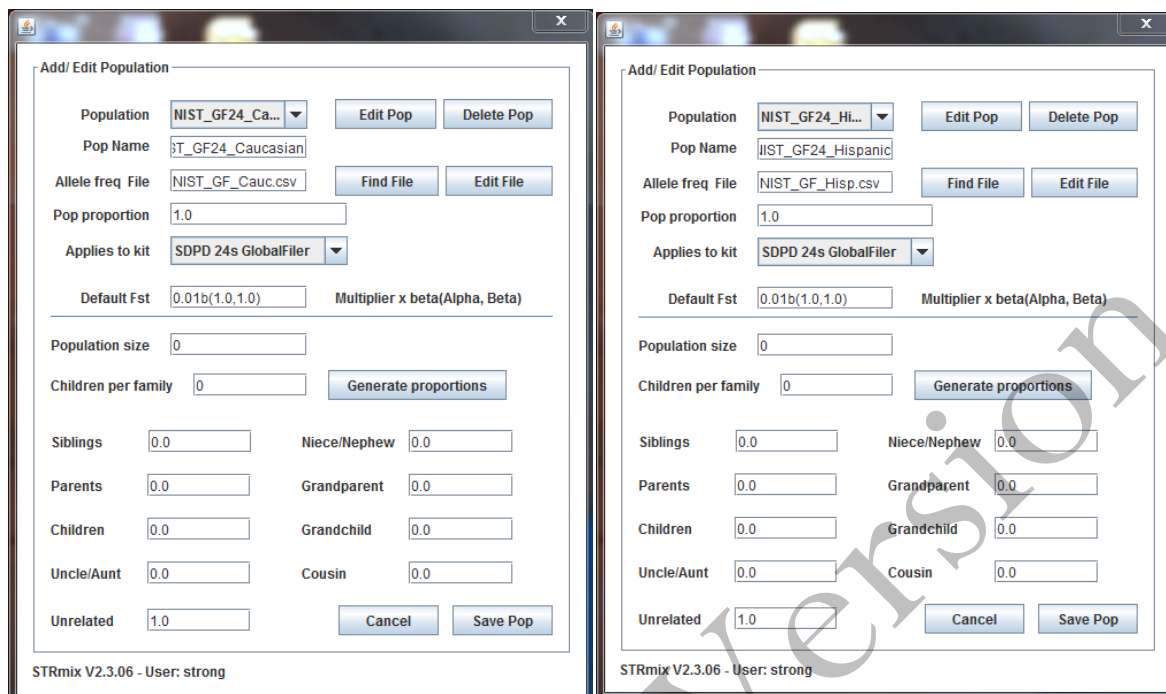 X
Add/ Edit Population
Population NIST_GF24_Ca... Edit Pop Delete Pop
Pop Name ST_GF24_Caucasian
Allele freq File NIST_GF_Cauc.csv Find File Edit File
Pop proportion 1.0
Applies to kit SDPD 24s GlobalFiler
Default Fst 0.01b(1.0,1.0) Multiplier x beta(Alpha, Beta)
Population size 0
Children per family 0 Generate proportions
Siblings 0.0 Niece/Nephew 0.0
Parents 0.0 Grandparent 0.0
Children 0.0 Grandchild 0.0
Uncle/Aunt 0.0 Cousin 0.0
Unrelated 1.0 Cancel Save Pop
STRmix V2.3.06 - User: strong
X
Add/ Edit Population
Population NIST_GF24_Hi... Edit Pop Delete Pop
Pop Name NIST_GF24_Hispanic
Allele freq File NIST_GF_Hisp.csv Find File Edit File
Pop proportion 1.0
Applies to kit SDPD 24s GlobalFiler
Default Fst 0.01b(1.0,1.0) Multiplier x beta(Alpha, Beta)
Population size 0
Children per family 0 Generate proportions
Siblings 0.0 Niece/Nephew 0.0
Parents 0.0 Grandparent 0.0
Children 0.0 Grandchild 0.0
Uncle/Aunt 0.0 Cousin 0.0
Unrelated 1.0 Cancel Save Pop
STRmix V2.3.06 - User: strong
Version